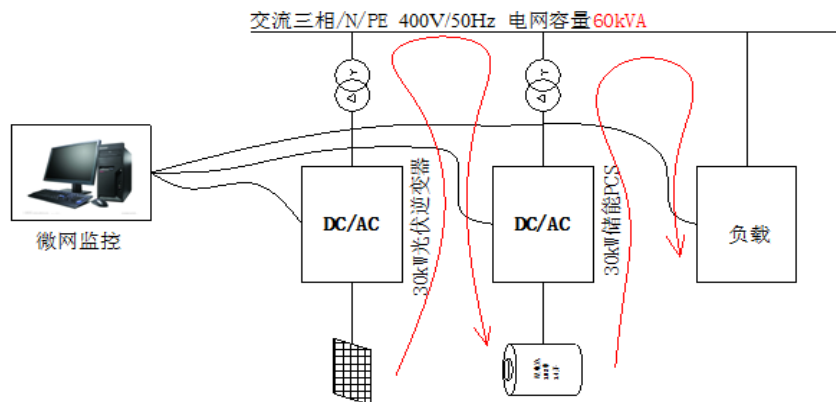 交流三相/N/PE 400V/50Hz 电网容量60kVA
Y
Δ
Y
Δ
微网监控
DC/AC
30kW光伏逆变器
DC/AC
30kW储能PCS
负载